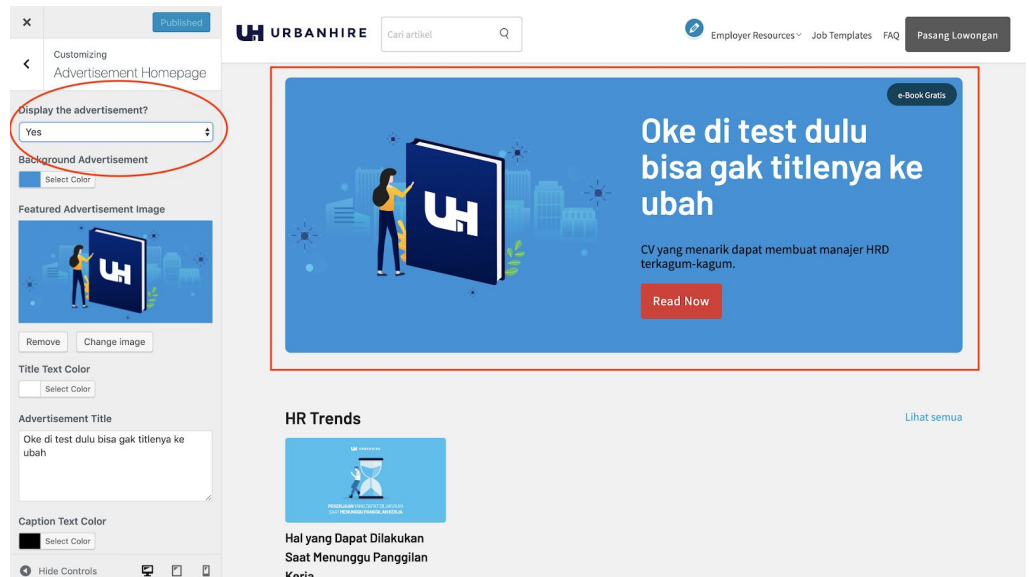 Published
Customizing
Advertisement Homepage
Display the advertisement?
Yes
Background Advertisement
Select Color
Featured Advertisement Image
UH
Remove
Change image
Title Text Color
Select Color
Advertisement Title
Oke di test dulu bisa gak titlenya ke
ubah
Caption Text Color
Select Color
Hide Controls
UH URBANHIRE
Cari artikel
Employer Resources
Job Templates
FAQ
Pasang Lowongan
e-Book Gratis
UH
Oke di test dulu
bisa gak titlenya ke
ubah
CV yang menarik dapat membuat manajer HRD
terkagum-kagum.
Read Now
HR Trends
Lihat semua
Hal yang Dapat Dilakukan
Saat Menunggu Panggilan
Kerja